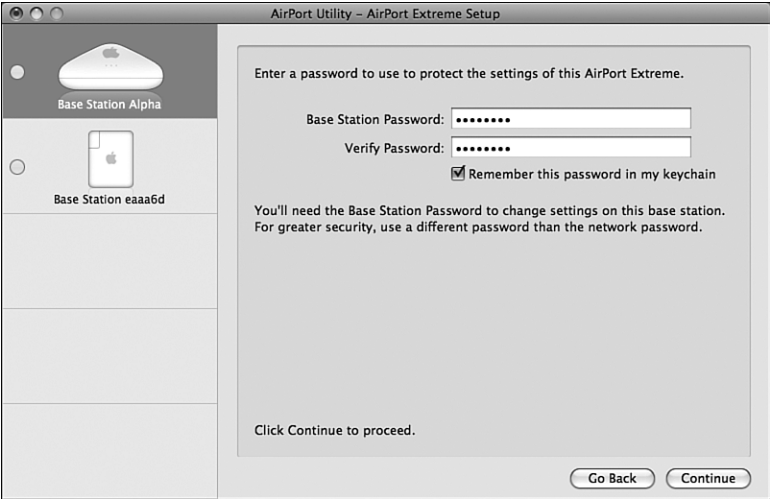 AirPort Utility – AirPort Extreme Setup
Base Station Alpha
Base Station eaaa6d
Enter a password to use to protect the settings of this AirPort Extreme.
Base Station Password: ••••••••
Verify Password: ••••••••
Remember this password in my keychain
You'll need the Base Station Password to change settings on this base station.
For greater security, use a different password than the network password.
Click Continue to proceed.
Go Back
Continue